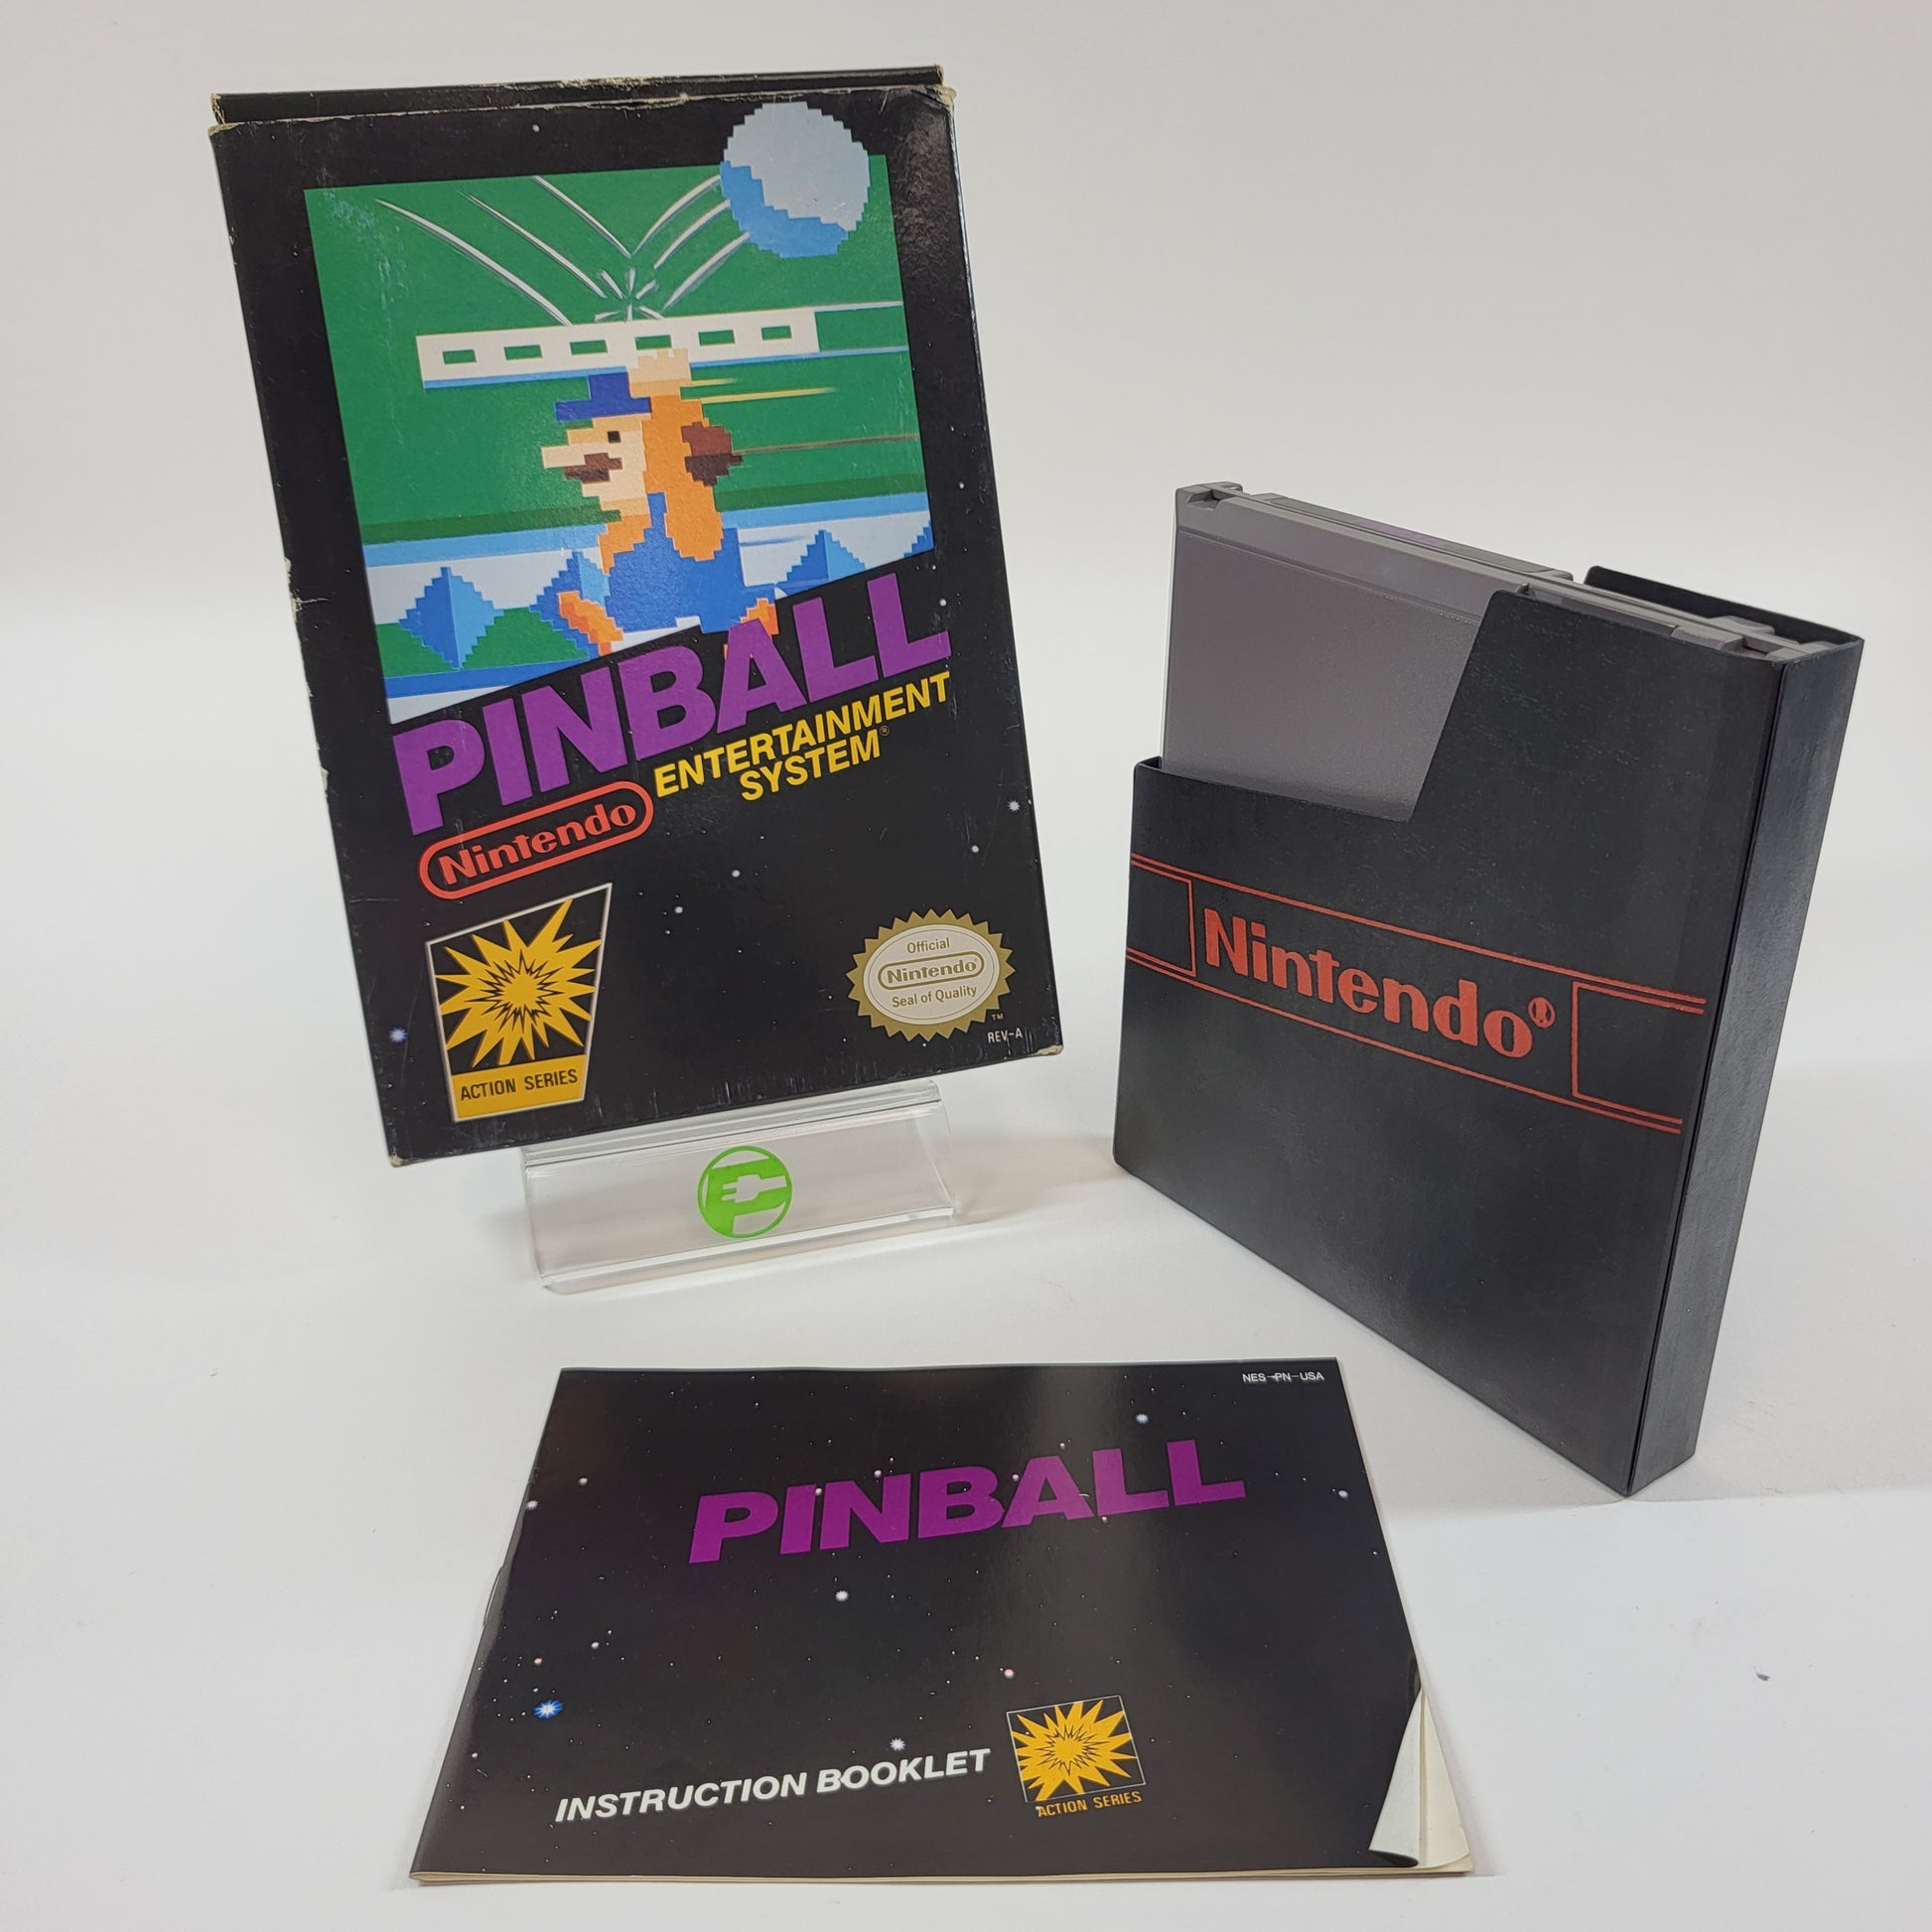 PINBALL
Nintendo
ENTERTAINMENT
SYSTEM®
ACTION SERIES
Official
Nintendo®
Seal of Quality
TM
REV-A
Nintendo®
NES-PN-USA
PINBALL
INSTRUCTION BOOKLET
ACTION SERIES